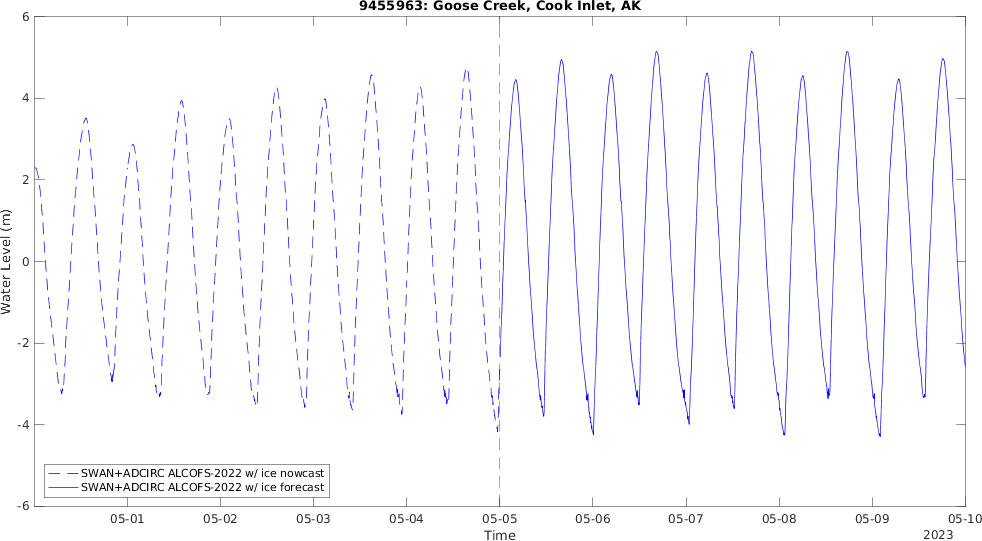 9455963: Goose Creek, Cook Inlet, AK
6
4
2
0
-2
-4
-6
Water Level (m)
SWAN+ADCIRC ALCOFS-2022 w/ ice nowcast
SWAN+ADCIRC ALCOFS-2022 w/ ice forecast
05-01 05-02 05-03 05-04 05-05 05-06 05-07 05-08 05-09 05-10
Time
2023